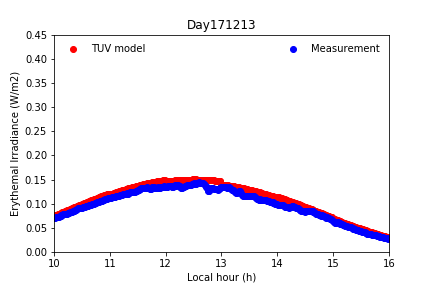 Day171213
TUV model
Measurement
Erythemal Irradiance (W/m2)
0.45
0.40
0.35
0.30
0.25
0.20
0.15
0.10
0.05
0.00
10 11 12 13 14 15 16
Local hour (h)